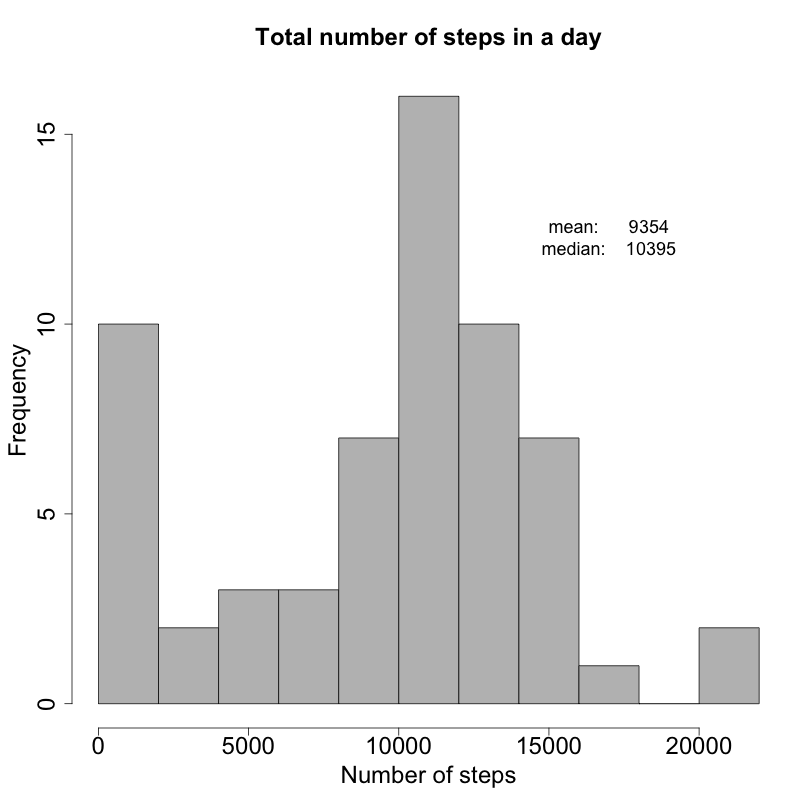 Total number of steps in a day
15
10
5
0
Frequency
mean: 9354
median: 10395
0 5000 10000 15000 20000
Number of steps